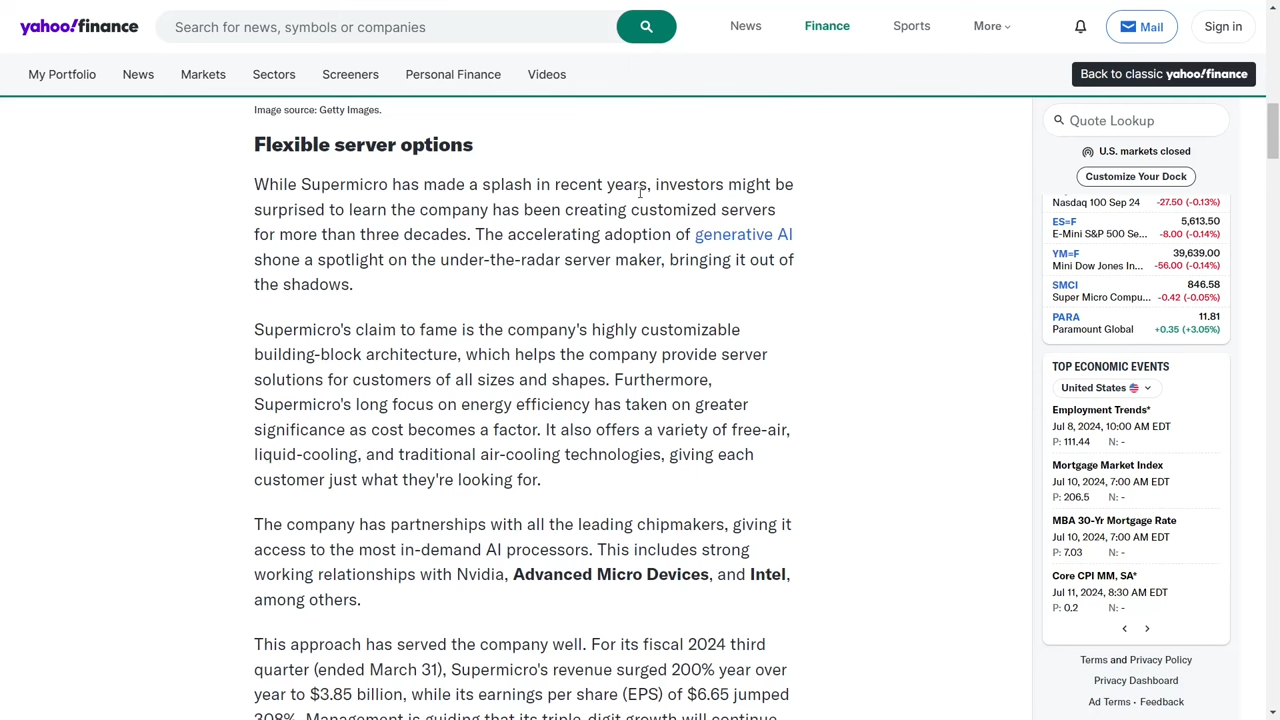 yahoo!finance
Search for news, symbols or companies
News
Finance
Sports
More
Mail
Sign in
My Portfolio
News
Markets
Sectors
Screeners
Personal Finance
Videos
Back to classic yahoo!finance
Image source: Getty Images.
Flexible server options
While Supermicro has made a splash in recent years, investors might be
surprised to learn the company has been creating customized servers
for more than three decades. The accelerating adoption of generative AI
shone a spotlight on the under-the-radar server maker, bringing it out of
the shadows.
Supermicro's claim to fame is the company's highly customizable
building-block architecture, which helps the company provide server
solutions for customers of all sizes and shapes. Furthermore,
Supermicro's long focus on energy efficiency has taken on greater
significance as cost becomes a factor. It also offers a variety of free-air,
liquid-cooling, and traditional air-cooling technologies, giving each
customer just what they're looking for.
The company has partnerships with all the leading chipmakers, giving it
access to the most in-demand AI processors. This includes strong
working relationships with Nvidia, Advanced Micro Devices, and Intel,
among others.
This approach has served the company well. For its fiscal 2024 third
quarter (ended March 31), Supermicro's revenue surged 200% year over
year to $3.85 billion, while its earnings per share (EPS) of $6.65 jumped
308%. Management is guiding that its triple-digit growth will continue
Quote Lookup
U.S. markets closed
Customize Your Dock
Nasdaq 100 Sep 24 -27.50 (-0.13%)
ES=F 5,613.50
E-Mini S&P 500 Se... -8.00 (-0.14%)
YM=F 39,639.00
Mini Dow Jones In... -56.00 (-0.14%)
SMCI 846.58
Super Micro Compu... -0.42 (-0.05%)
PARA 11.81
Paramount Global +0.35 (+3.05%)
TOP ECONOMIC EVENTS
United States
Employment Trends*
Jul 8, 2024, 10:00 AM EDT
P: 111.44 N: -
Mortgage Market Index
Jul 10, 2024, 7:00 AM EDT
P: 206.5 N: -
MBA 30-Yr Mortgage Rate
Jul 10, 2024, 7:00 AM EDT
P: 7.03 N: -
Core CPI MM, SA*
Jul 11, 2024, 8:30 AM EDT
P: 0.2 N: -
Terms and Privacy Policy
Privacy Dashboard
Ad Terms • Feedback